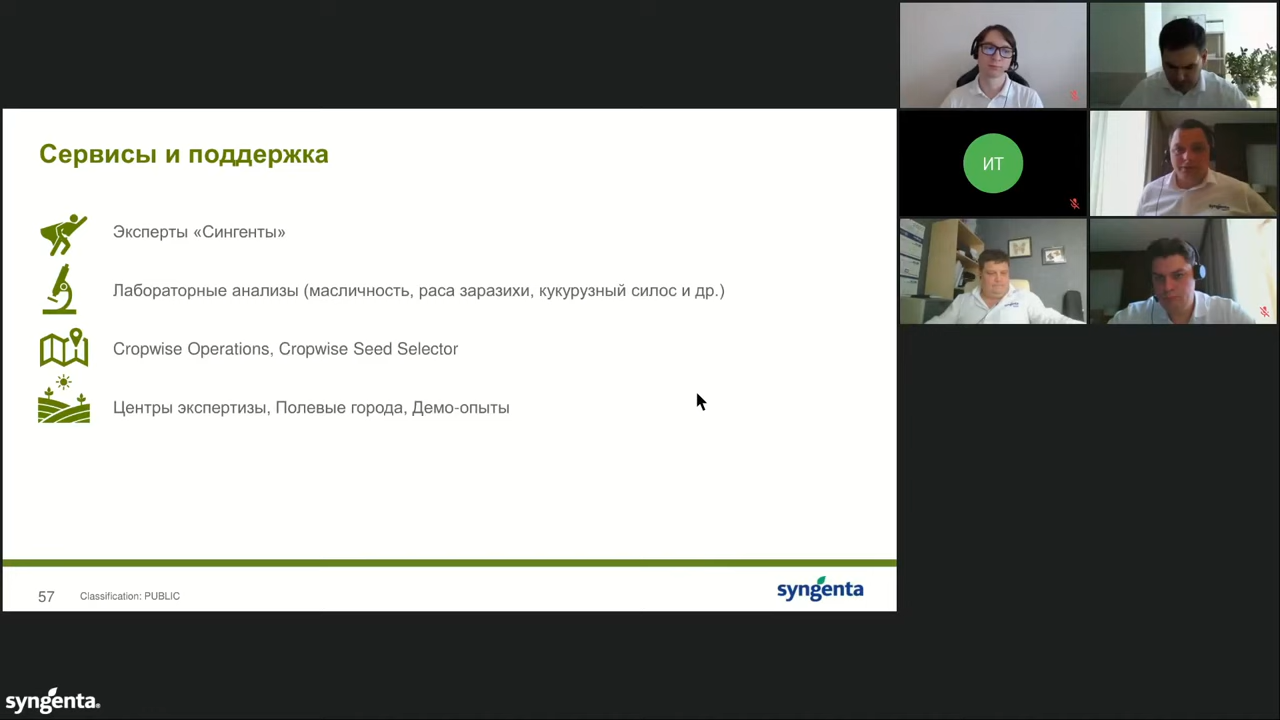 Сервисы и поддержка
Эксперты «Сингенты»
Лабораторные анализы (масличность, раса заразихи, кукурузный силос и др.)
Cropwise Operations, Cropwise Seed Selector
Центры экспертизы, Полевые города, Демо-опыты
57
Classification: PUBLIC
syngenta
ИТ
syngenta